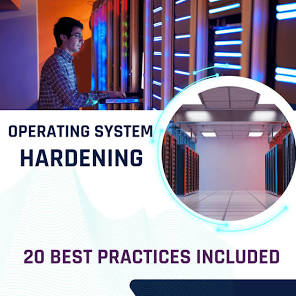 OPERATING SYSTEM
HARDENING
20 BEST PRACTICES INCLUDED